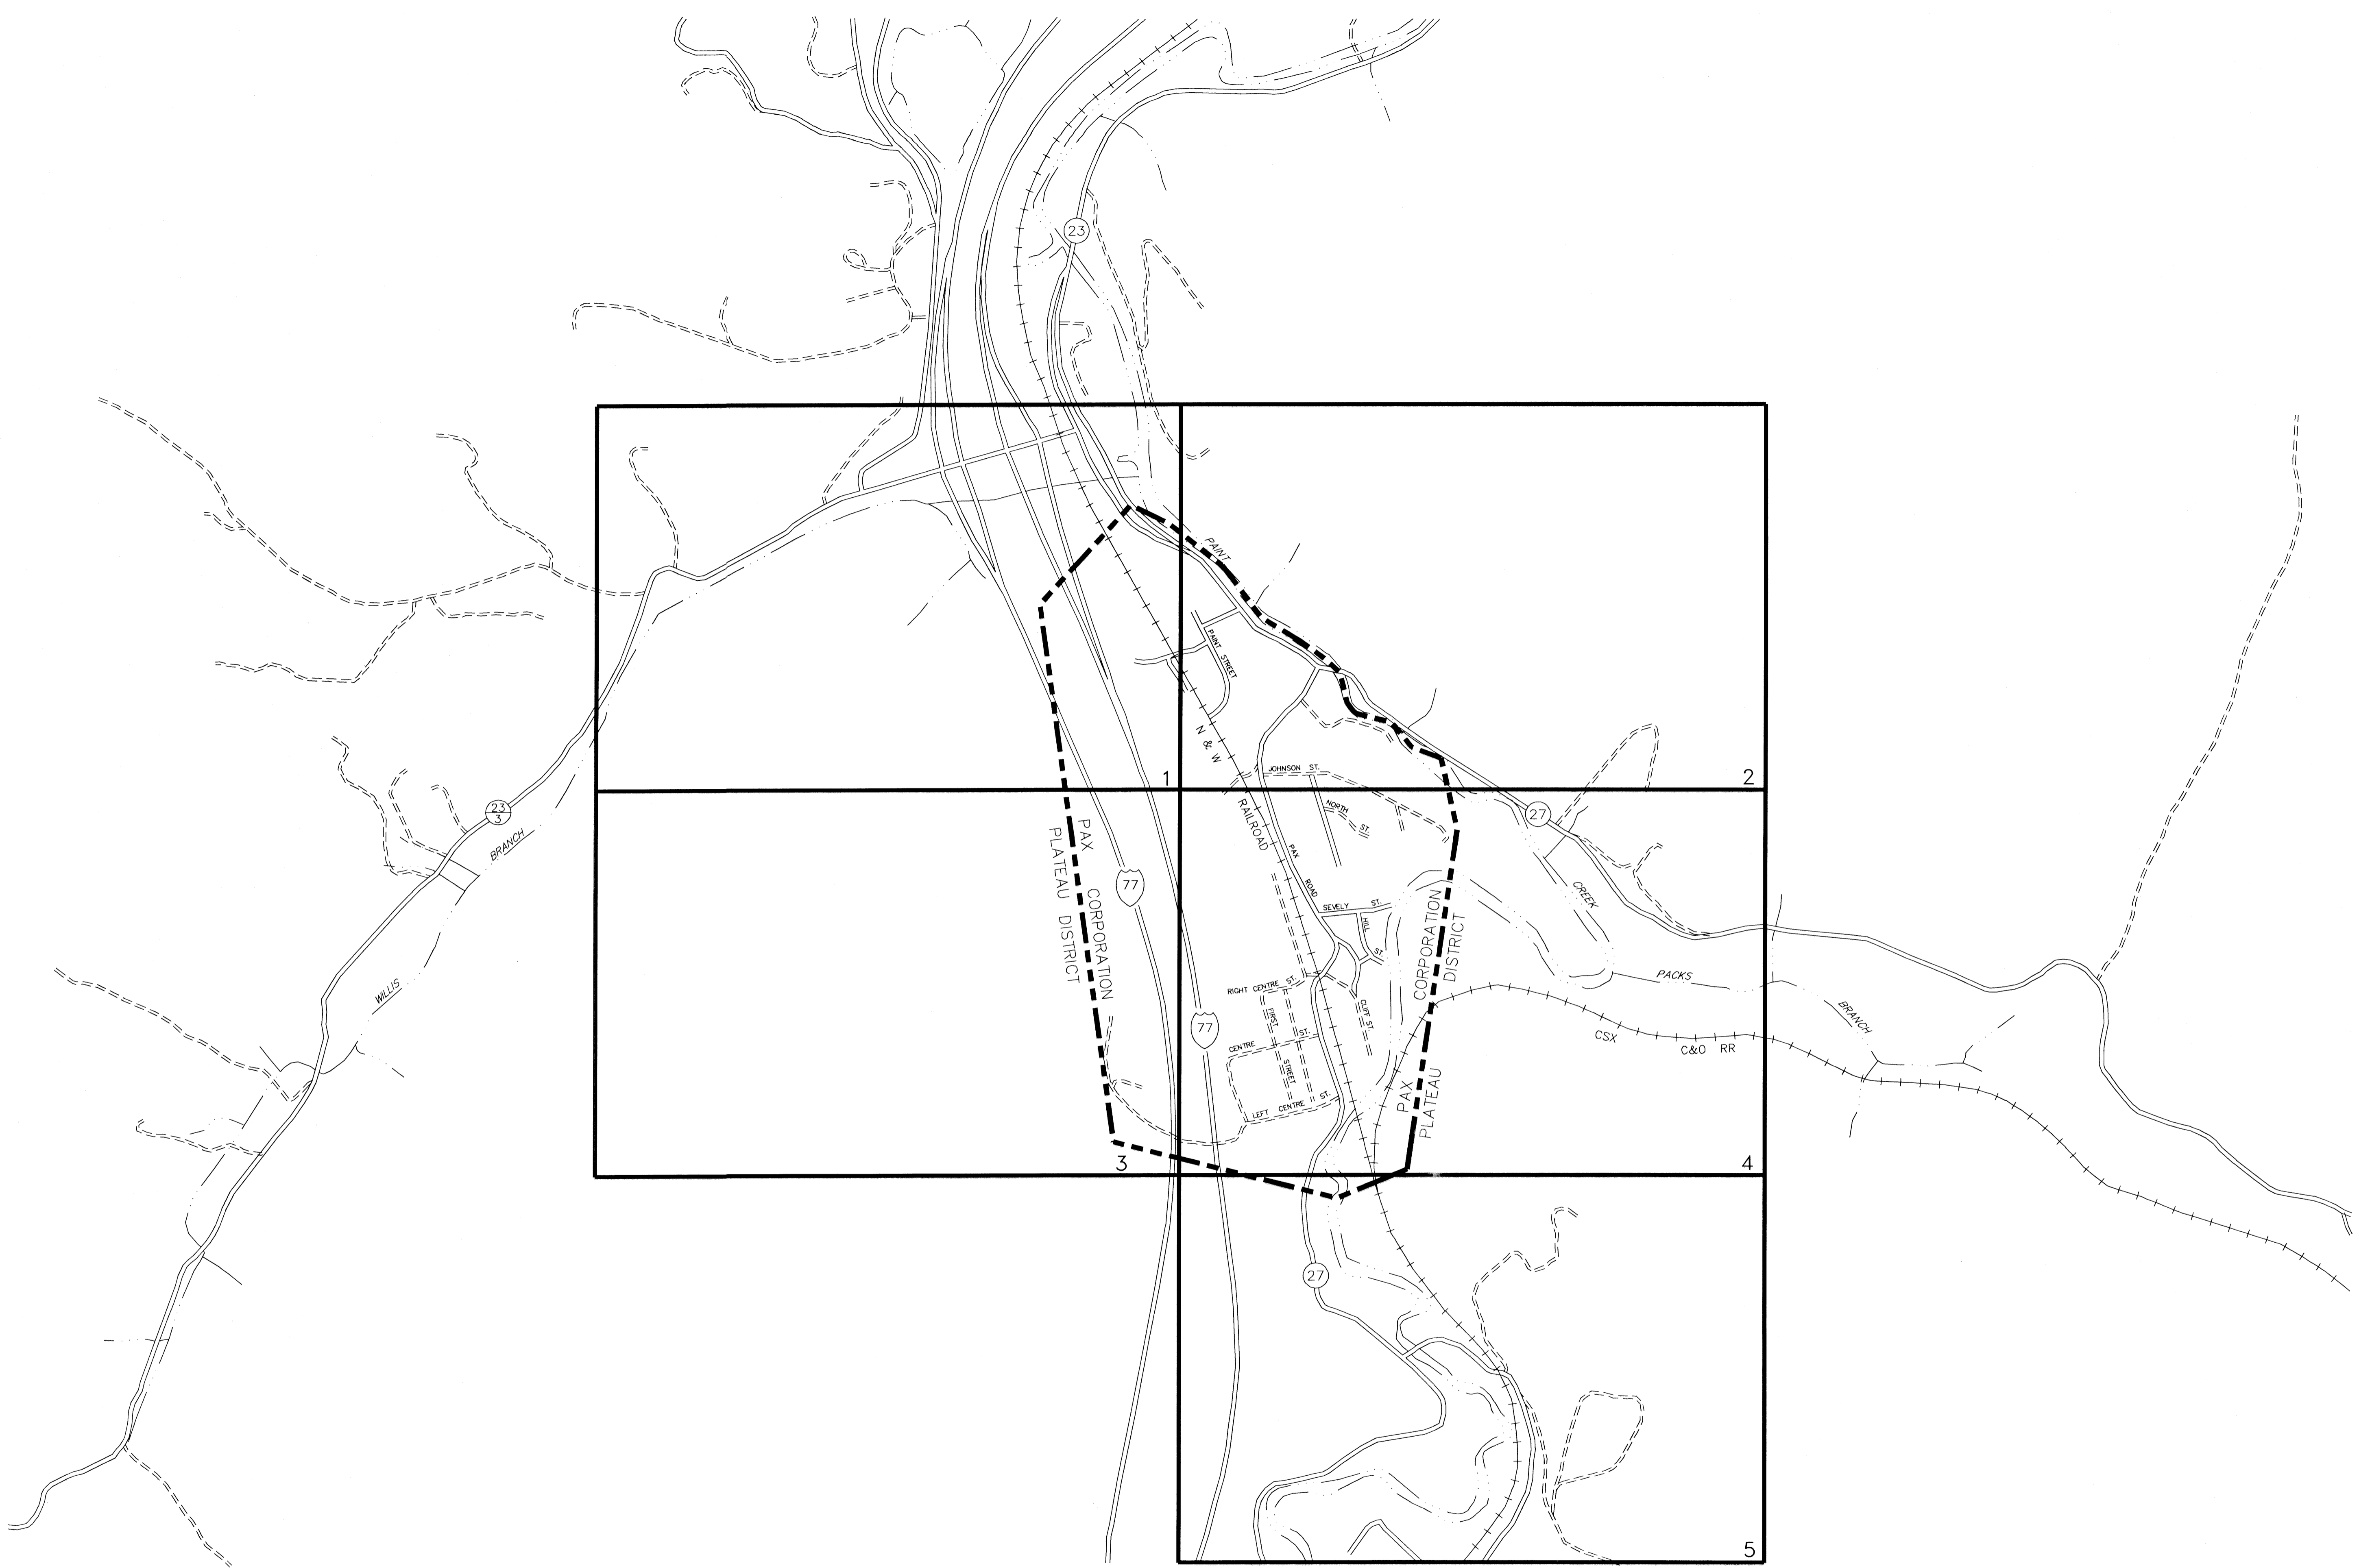 23
PAINT
PAINT STREET
N & W
RAILROAD
JOHNSON ST.
1
2
NORTH ST.
23
3
BRANCH
WILLIS
27
PAX CORPORATION
PLATEAU DISTRICT
77
PAX ROAD
SEVELY ST.
HILL ST.
CREEK
PAX CORPORATION
PLATEAU DISTRICT
PACKS
BRANCH
RIGHT CENTRE ST.
FIRST STREET
CLIFF ST.
77
CENTRE ST.
CSX
C&O RR
LEFT CENTRE ST.
3
4
27
5